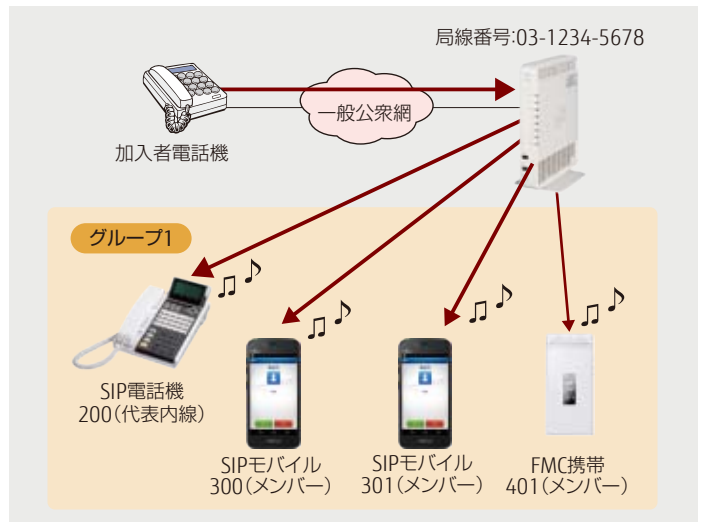 局線番号:03-1234-5678
一般公衆網
加入者電話機
グループ1
SIP電話機
200(代表内線)
SIPモバイル
300(メンバー)
SIPモバイル
301(メンバー)
FMC携帯
401(メンバー)